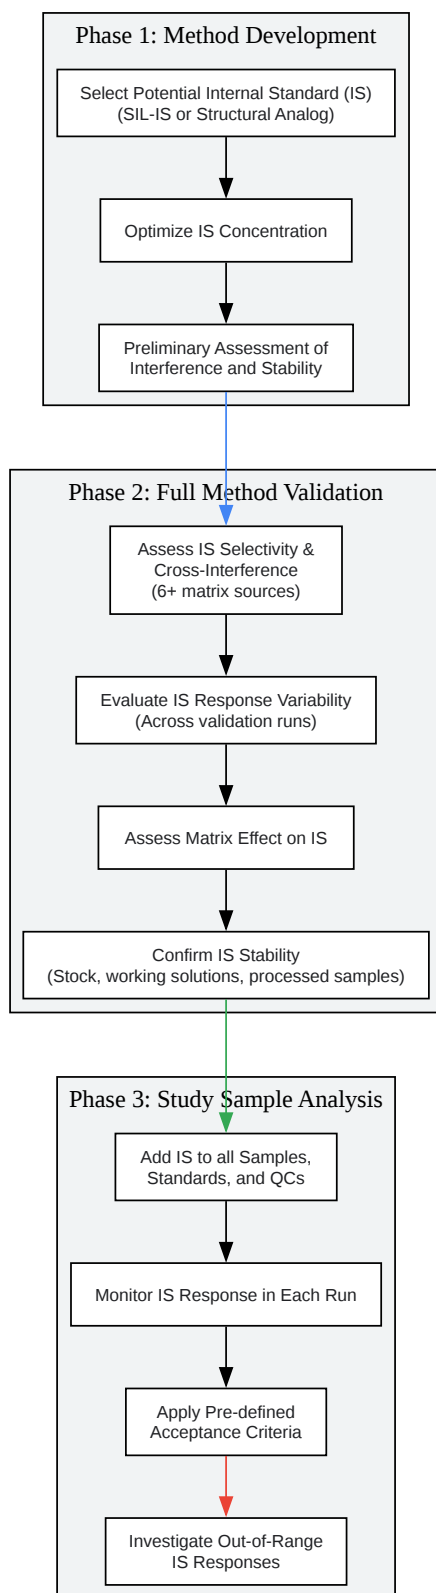 Phase 1: Method Development
Select Potential Internal Standard (IS)
(SIL-IS or Structural Analog)
Optimize IS Concentration
Preliminary Assessment of
Interference and Stability
Phase 2: Full Method Validation
Assess IS Selectivity &
Cross-Interference
(6+ matrix sources)
Evaluate IS Response Variability
(Across validation runs)
Assess Matrix Effect on IS
Confirm IS Stability
(Stock, working solutions, processed samples)
Phase 3: Study Sample Analysis
Add IS to all Samples,
Standards, and QCs
Monitor IS Response in Each Run
Apply Pre-defined
Acceptance Criteria
Investigate Out-of-Range
IS Responses